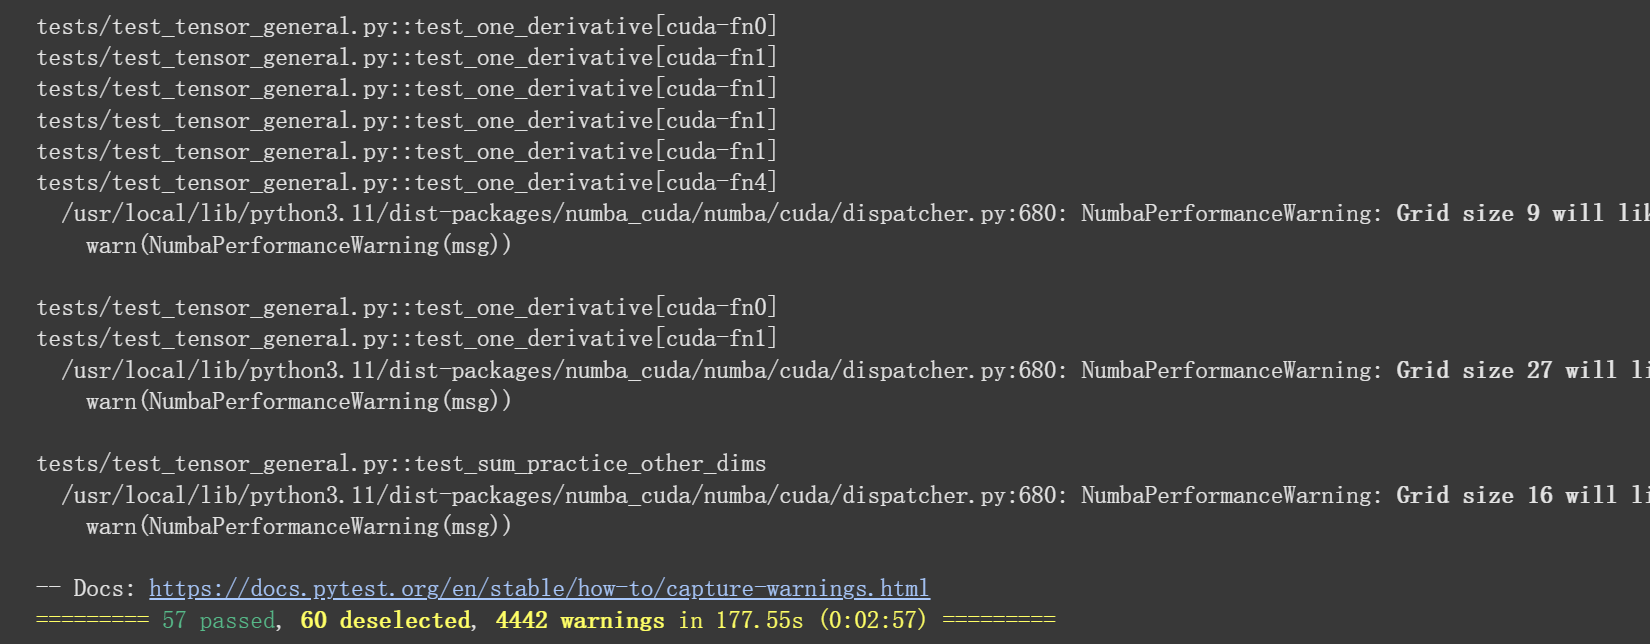 tests/test_tensor_general.py::test_one_derivative[cuda-fn0]
tests/test_tensor_general.py::test_one_derivative[cuda-fn1]
tests/test_tensor_general.py::test_one_derivative[cuda-fn1]
tests/test_tensor_general.py::test_one_derivative[cuda-fn1]
tests/test_tensor_general.py::test_one_derivative[cuda-fn1]
tests/test_tensor_general.py::test_one_derivative[cuda-fn4]
/usr/local/lib/python3.11/dist-packages/numba_cuda/numba/cuda/dispatcher.py:680: NumbaPerformanceWarning: Grid size 9 will
warn(NumbaPerformanceWarning(msg))
tests/test_tensor_general.py::test_one_derivative[cuda-fn0]
tests/test_tensor_general.py::test_one_derivative[cuda-fn1]
/usr/local/lib/python3.11/dist-packages/numba_cuda/numba/cuda/dispatcher.py:680: NumbaPerformanceWarning: Grid size 27 will
warn(NumbaPerformanceWarning(msg))
tests/test_tensor_general.py::test_sum_practice_other_dims
/usr/local/lib/python3.11/dist-packages/numba_cuda/numba/cuda/dispatcher.py:680: NumbaPerformanceWarning: Grid size 16 will
warn(NumbaPerformanceWarning(msg))
-- Docs: https://docs.pytest.org/en/stable/how-to/capture-warnings.html
========= 57 passed, 60 deselected, 4442 warnings in 177.55s (0:02:57) =========